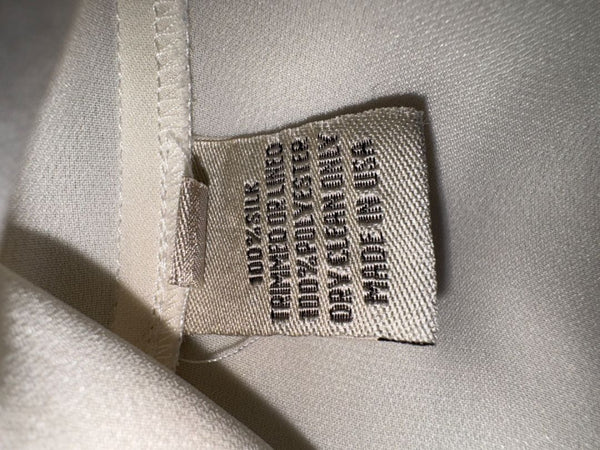 100% SILK
TRIMMED OR LINED
100% POLYESTER
DRY CLEAN ONLY
MADE IN USA